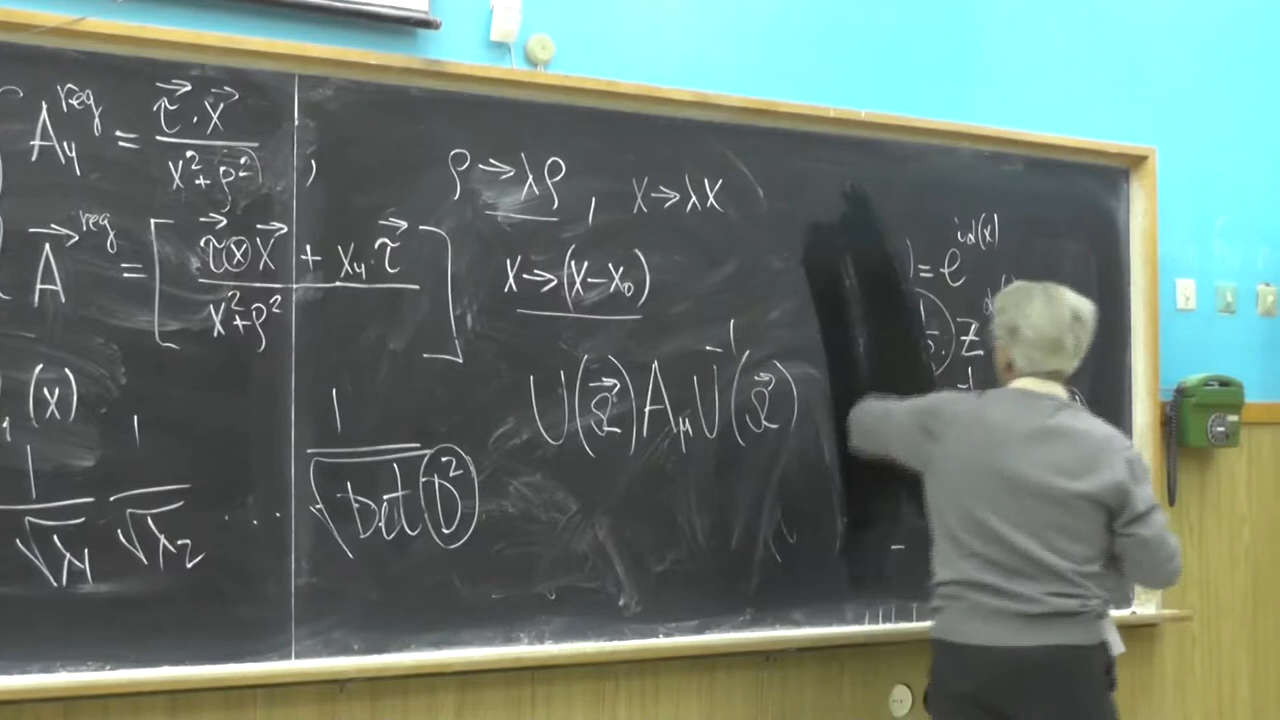 A₄^reg = (τ⃗·x⃗)/(x²+ρ²) ,
A⃗^reg = [ (τ⃗⊗x⃗ + x₄·τ⃗)/(x²+ρ²) ]
(x)
1/√λ₁ 1/√λ₂ .... 1/√(Det D²)
ρ→λρ , x→λx
x→(x−x₀)
U(Ω⃗)A_μU⁻¹(Ω⃗)
)=e^{iα(x)}
z